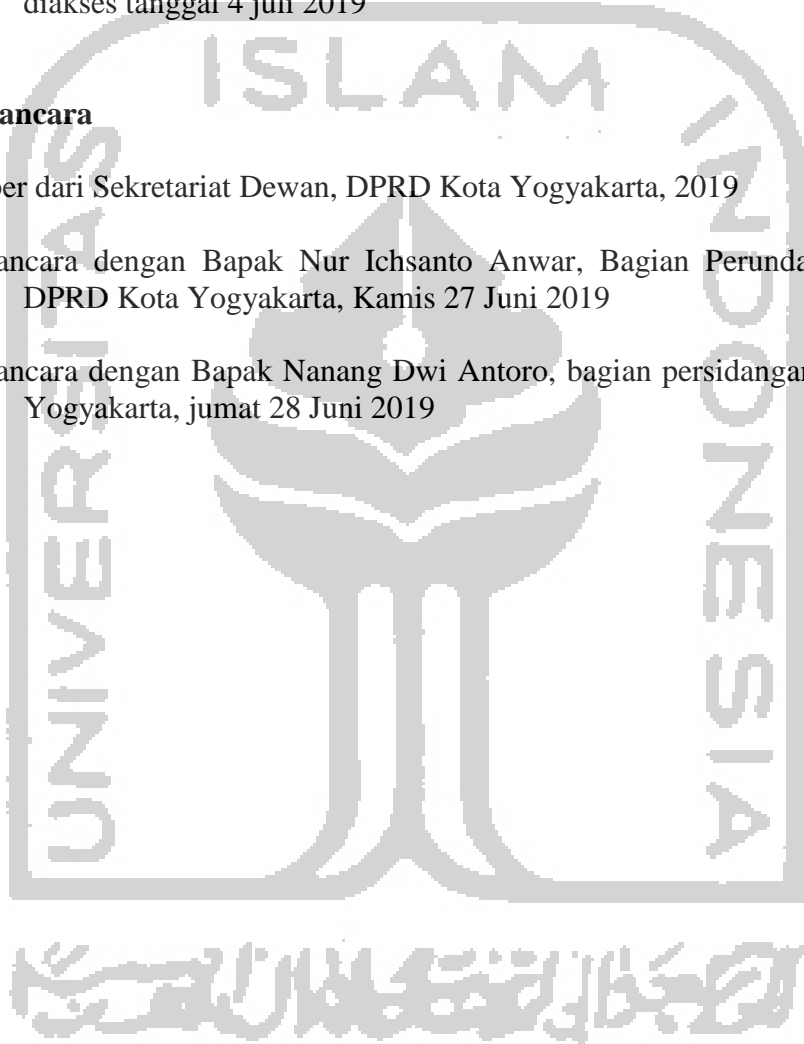 diakses tanggal 4 juli 2019
ancara
er dari Sekretariat Dewan, DPRD Kota Yogyakarta, 2019
ancara dengan Bapak Nur Ichsanto Anwar, Bagian Perunda
DPRD Kota Yogyakarta, Kamis 27 Juni 2019
ancara dengan Bapak Nanang Dwi Antoro, bagian persidangan
Yogyakarta, jumat 28 Juni 2019
ISLAM
UNIVERSITAS
INDONESIA